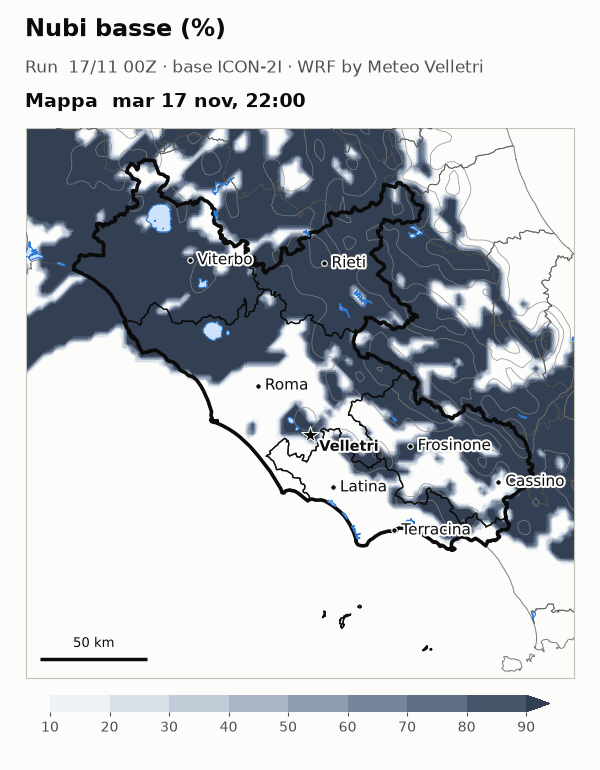 Nubi basse (%)
Run  17/11 00Z · base ICON-2I · WRF by Meteo Velletri
Mappa  mar 17 nov, 22:00
Viterbo
Rieti
Roma
Velletri
Frosinone
Cassino
Latina
Terracina
50 km
10 20 30 40 50 60 70 80 90